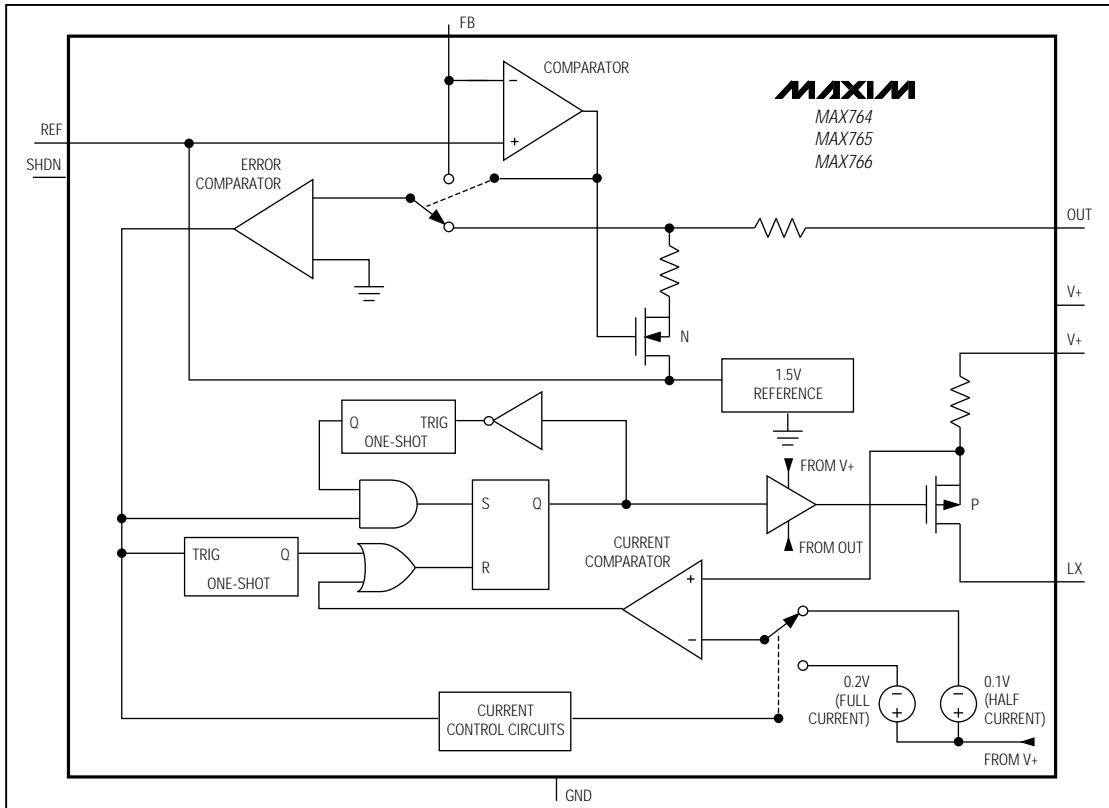 FB
COMPARATOR
−
+
MAXIM
MAX764
MAX765
MAX766
REF
SHDN
ERROR
COMPARATOR
OUT
V+
V+
N
1.5V
REFERENCE
Q TRIG
ONE-SHOT
FROM V+
S Q
R
P
FROM OUT
TRIG Q
ONE-SHOT
CURRENT
COMPARATOR
+
−
LX
0.2V
(FULL
CURRENT)
−
+
0.1V
(HALF
CURRENT)
−
+
CURRENT
CONTROL CIRCUITS
FROM V+
GND